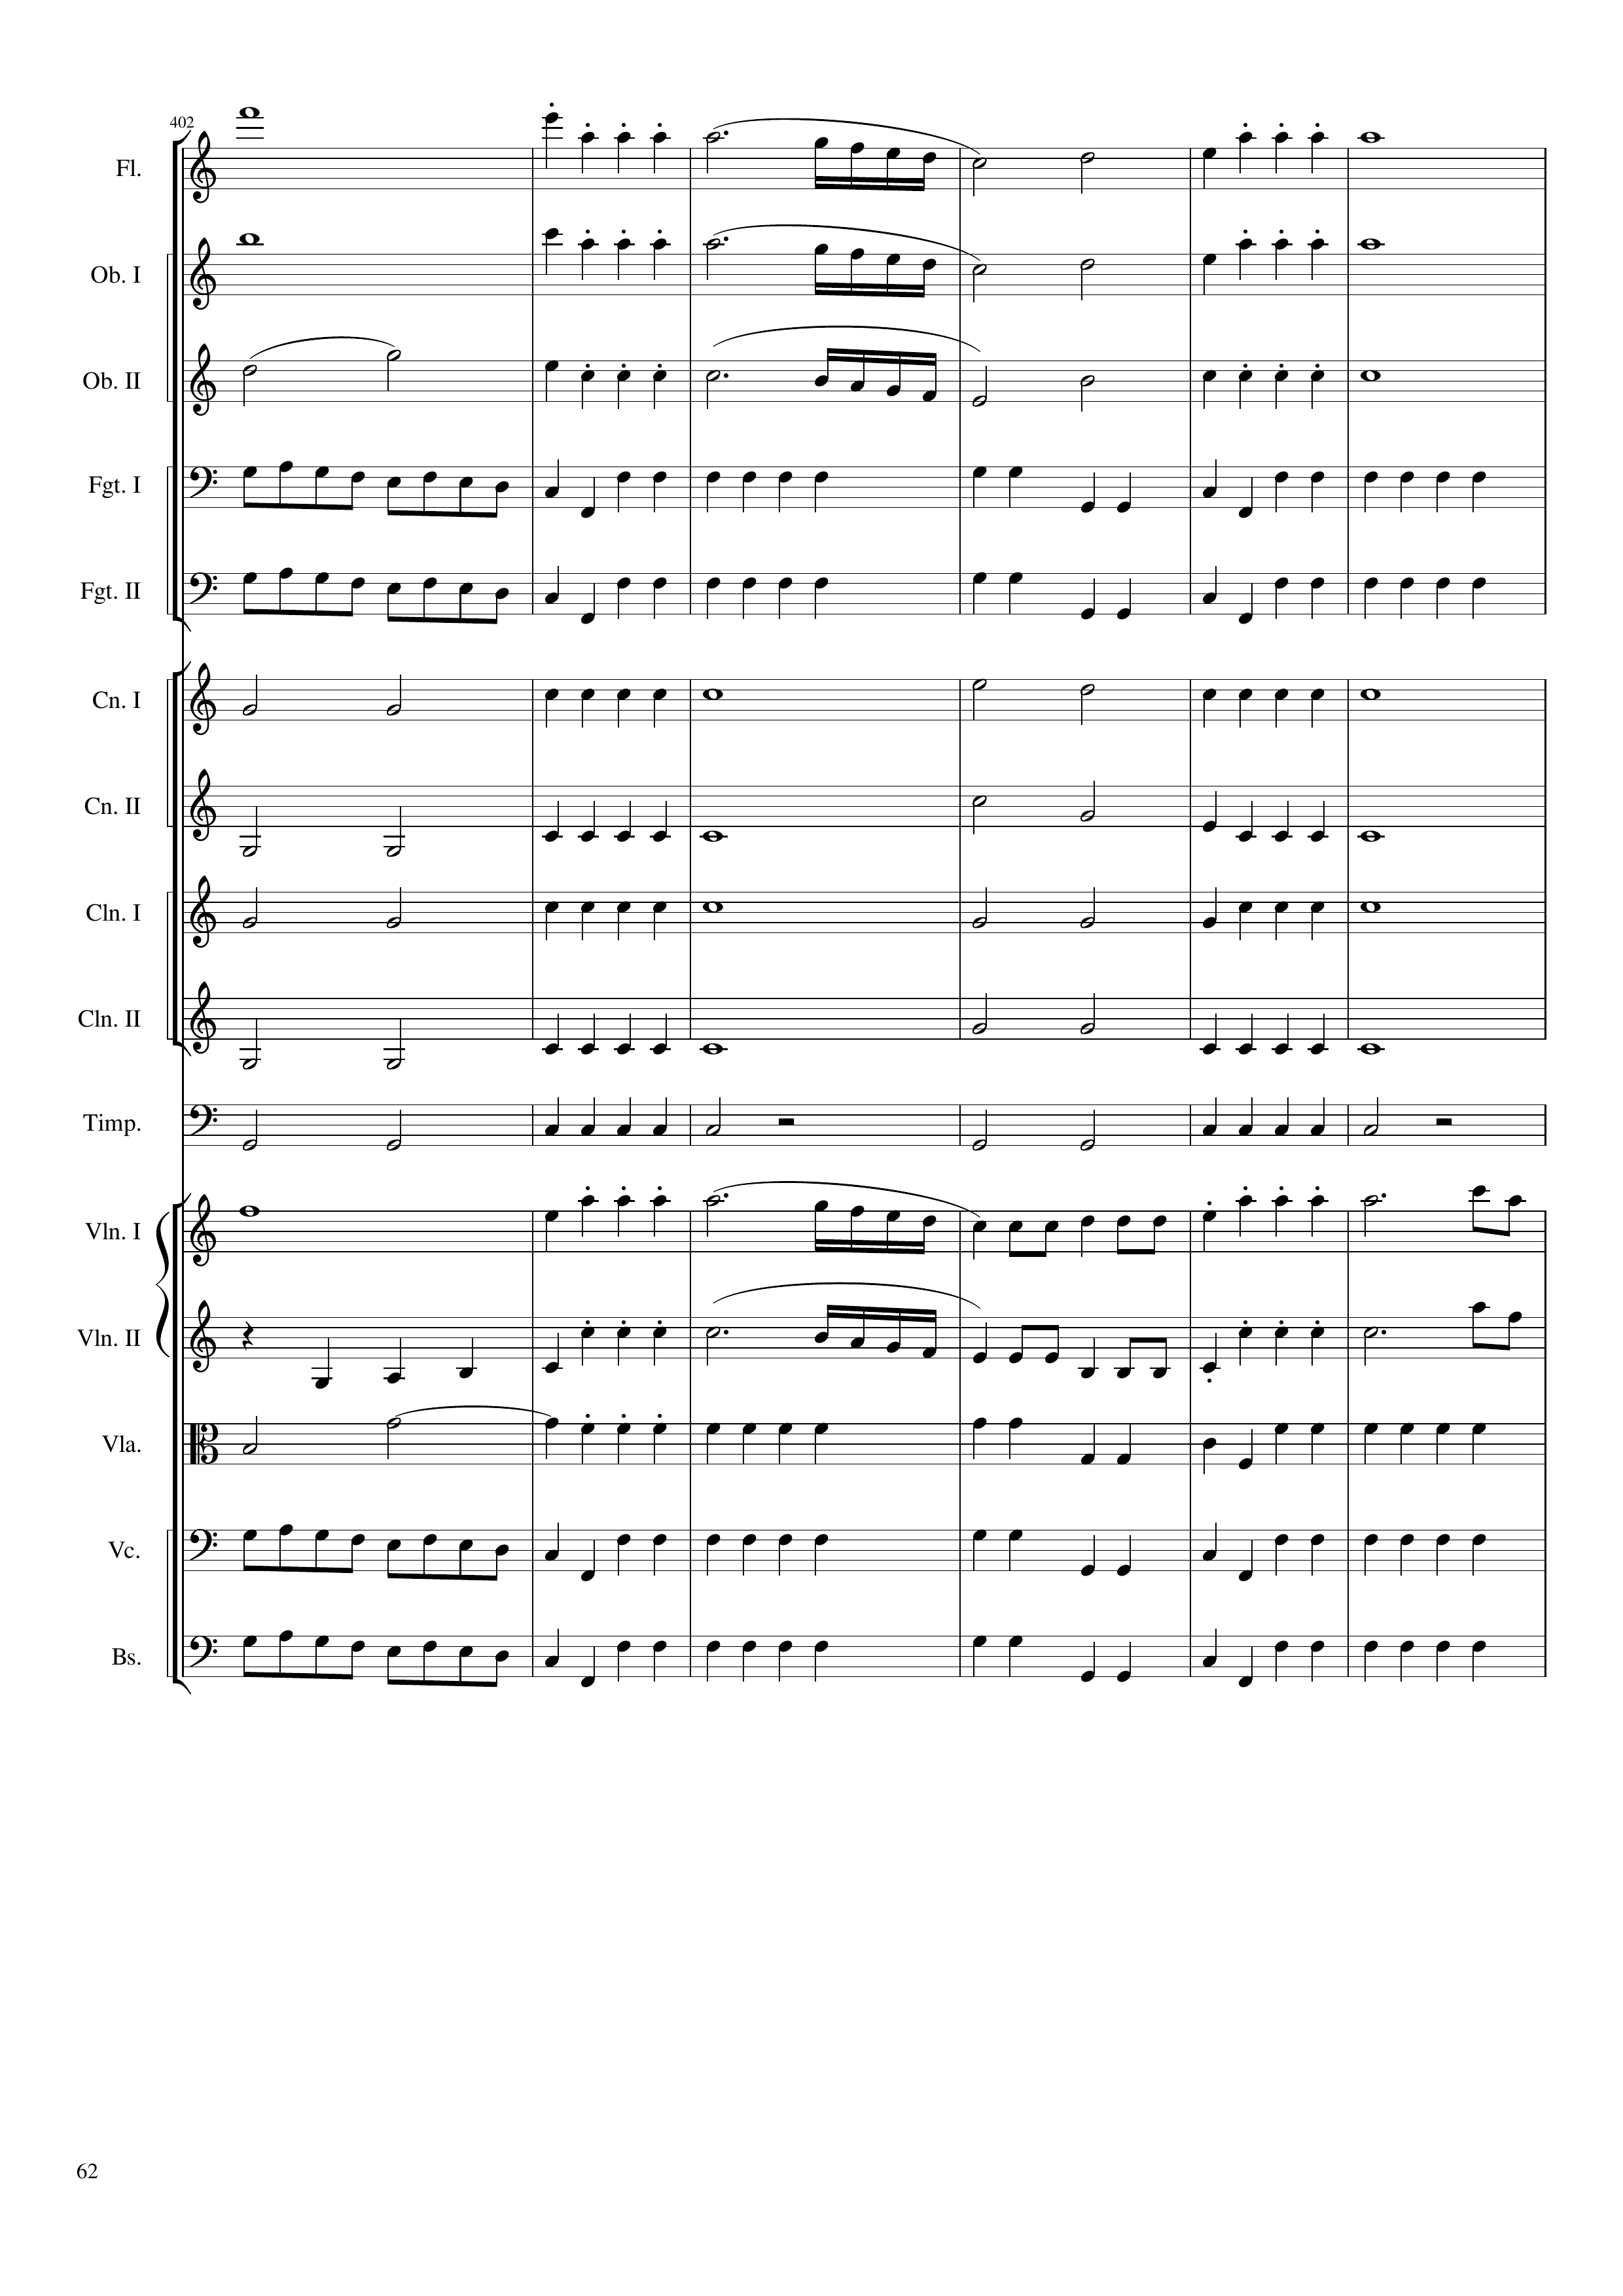 402
Fl.
Ob. I
Ob. II
Fgt. I
Fgt. II
Cn. I
Cn. II
Cln. I
Cln. II
Timp.
Vln. I
Vln. II
Vla.
Vc.
Bs.
62